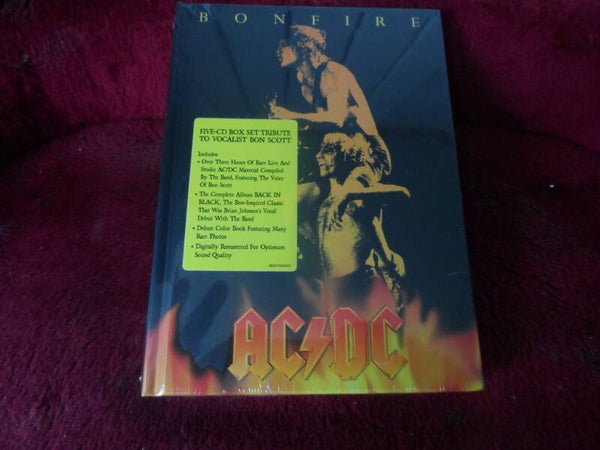 BONFIRE
FIVE-CD BOX SET TRIBUTE
TO VOCALIST BON SCOTT
Includes:
• Over Three Hours Of Rare Live And
Studio AC/DC Material Compiled
By The Band, Featuring The Voice
Of Bon Scott
• The Complete Album BACK IN
BLACK, The Bon-Inspired Classic
That Was Brian Johnson's Vocal
Debut With The Band
• Deluxe Color Book Featuring Many
Rare Photos
• Digitally Remastered For Optimum
Sound Quality
AC/DC